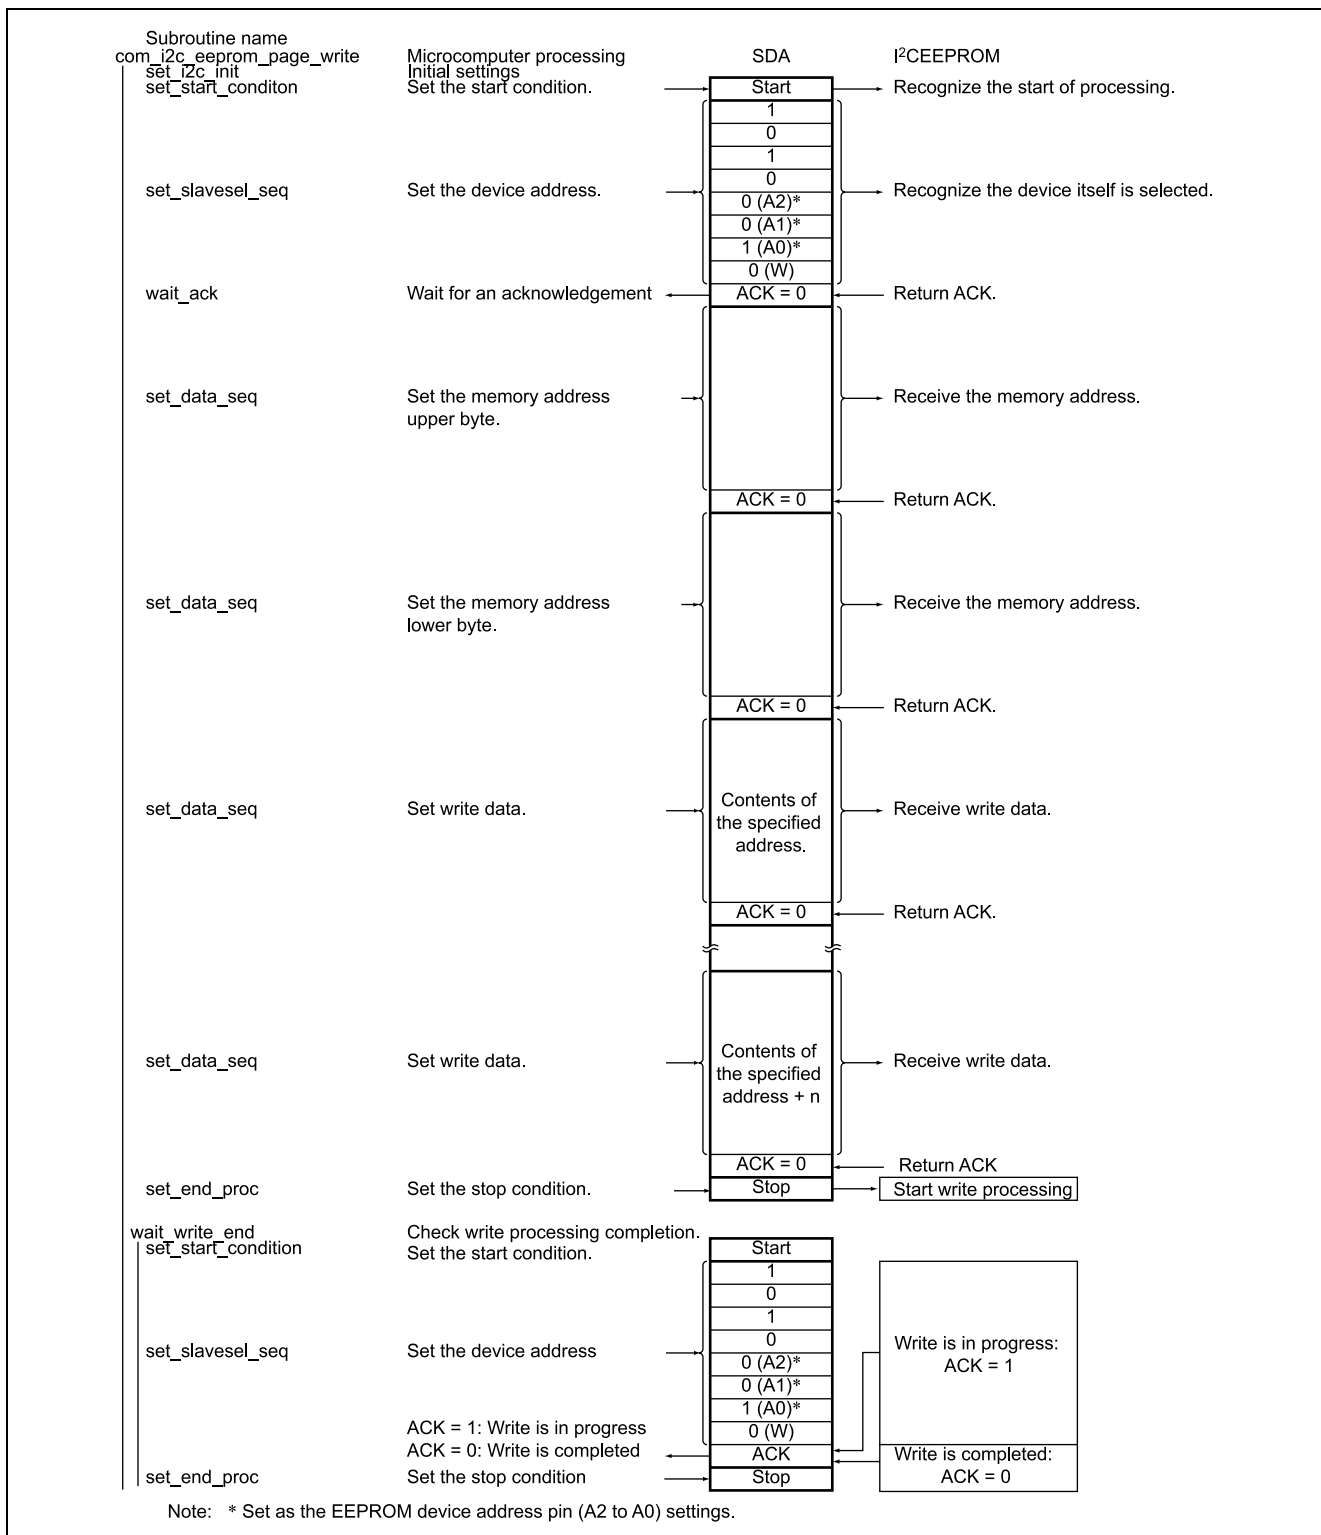 Subroutine name
com_i2c_eeprom_page_write Microcomputer processing SDA I²CEEPROM
set_i2c_init Initial settings
set_start_conditon Set the start condition. Start Recognize the start of processing.
1
0
1
0
set_slavesel_seq Set the device address. Recognize the device itself is selected.
0 (A2)*
0 (A1)*
1 (A0)*
0 (W)
wait_ack Wait for an acknowledgement ACK = 0 Return ACK.
set_data_seq Set the memory address Receive the memory address.
upper byte.
ACK = 0 Return ACK.
set_data_seq Set the memory address Receive the memory address.
lower byte.
ACK = 0 Return ACK.
Contents of
set_data_seq Set write data. the specified Receive write data.
address.
ACK = 0 Return ACK.
Contents of
set_data_seq Set write data. the specified Receive write data.
address + n
ACK = 0 Return ACK
set_end_proc Set the stop condition. Stop Start write processing
wait_write_end Check write processing completion.
set_start_condition Set the start condition. Start
1
0
1
0
set_slavesel_seq Set the device address Write is in progress:
0 (A2)* ACK = 1
0 (A1)*
1 (A0)*
ACK = 1: Write is in progress 0 (W)
ACK = 0: Write is completed ACK Write is completed:
set_end_proc Set the stop condition Stop ACK = 0
Note: * Set as the EEPROM device address pin (A2 to A0) settings.